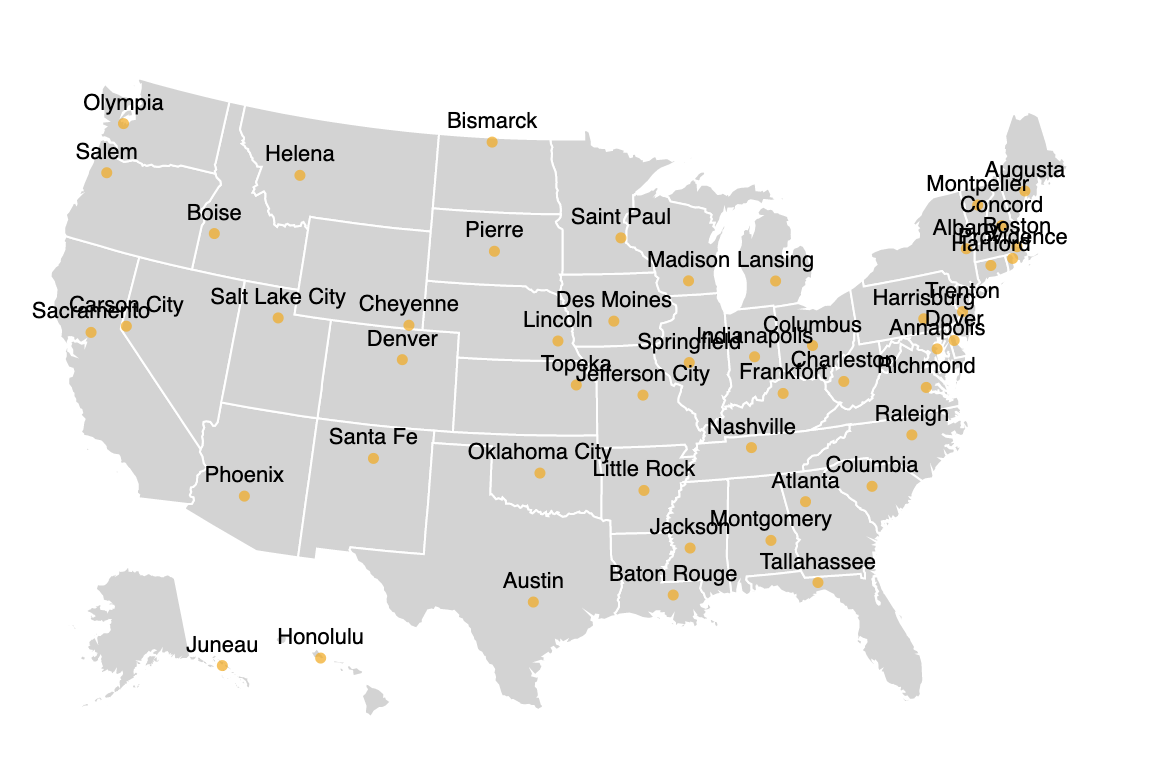 Olympia
Bismarck
Salem
Helena
Augusta
Montpelier
Concord
Boise
Saint Paul
Pierre
Albany
Boston
Providence
Hartford
Madison
Lansing
Salt Lake City
Cheyenne
Des Moines
Harrisburg
Trenton
Carson City
Sacramento
Lincoln
Dover
Columbus
Annapolis
Denver
Springfield
Indianapolis
Topeka
Jefferson City
Frankfort
Charleston
Richmond
Nashville
Raleigh
Santa Fe
Oklahoma City
Little Rock
Columbia
Phoenix
Atlanta
Jackson
Montgomery
Tallahassee
Austin
Baton Rouge
Juneau
Honolulu